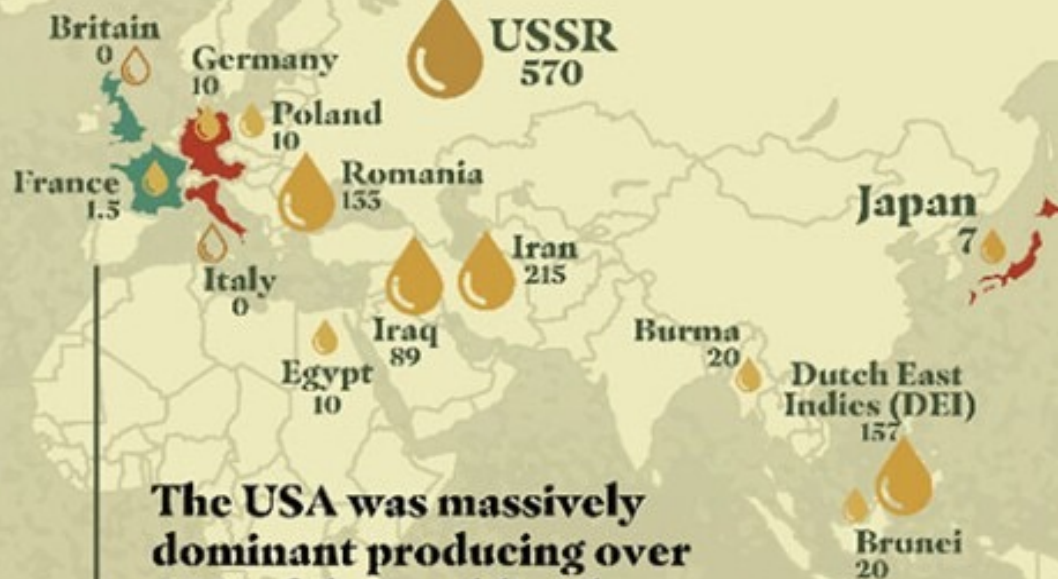 Britain
0
Germany
10
USSR
570
Poland
10
France
1.5
Romania
133
Italy
0
Iraq
89
Iran
215
Egypt
10
Japan
7
Burma
20
Dutch East
Indies (DEI)
157
Brunei
20
The USA was massively
dominant producing over